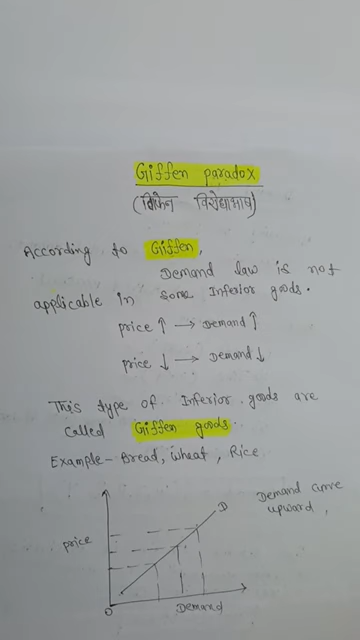 Giffen paradox
(गिफेन विरोधाभाष)
According to Giffen,
Demand law is not
applicable in some Inferior goods.
price ↑ → Demand ↑
price ↓ → Demand ↓
This type of Inferior goods are
called Giffen goods.
Example - Bread, Wheat, Rice
Demand curve
upward,
D
price
O
Demand